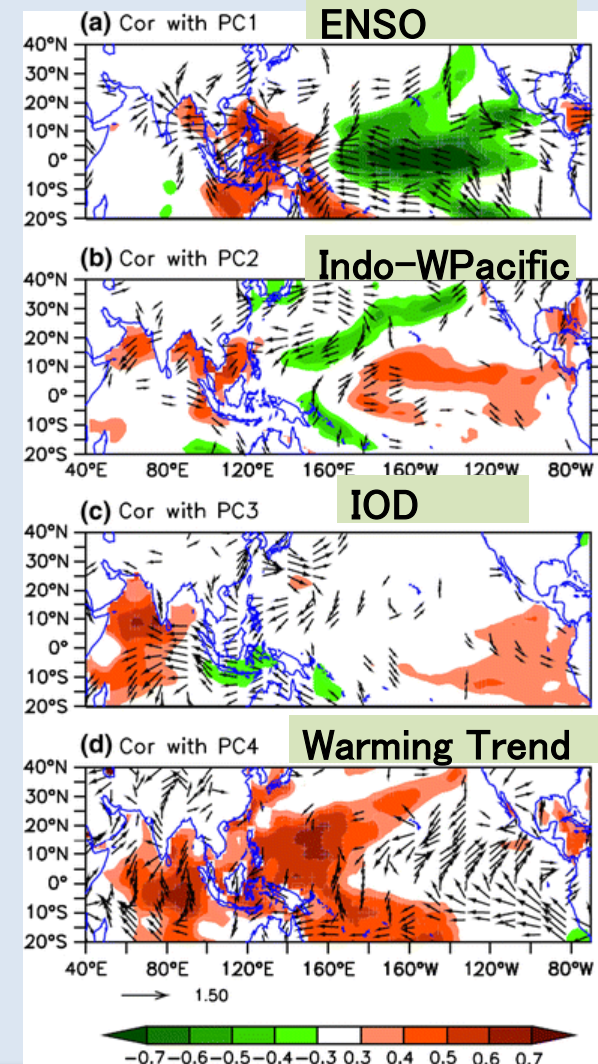 (a) Cor with PC1 ENSO
40°N
30°N
20°N
10°N
0°
10°S
20°S
(b) Cor with PC2 Indo-WPacific
40°N
30°N
20°N
10°N
0°
10°S
20°S
40°E 80°E 120°E 160°E 160°W 120°W 80°W
(c) Cor with PC3 IOD
40°N
30°N
20°N
10°N
0°
10°S
20°S
(d) Cor with PC4 Warming Trend
40°N
30°N
20°N
10°N
0°
10°S
20°S
40°E 80°E 120°E 160°E 160°W 120°W 80°W
1.50
-0.7 -0.6 -0.5 -0.4 -0.3 0.3 0.4 0.5 0.6 0.7